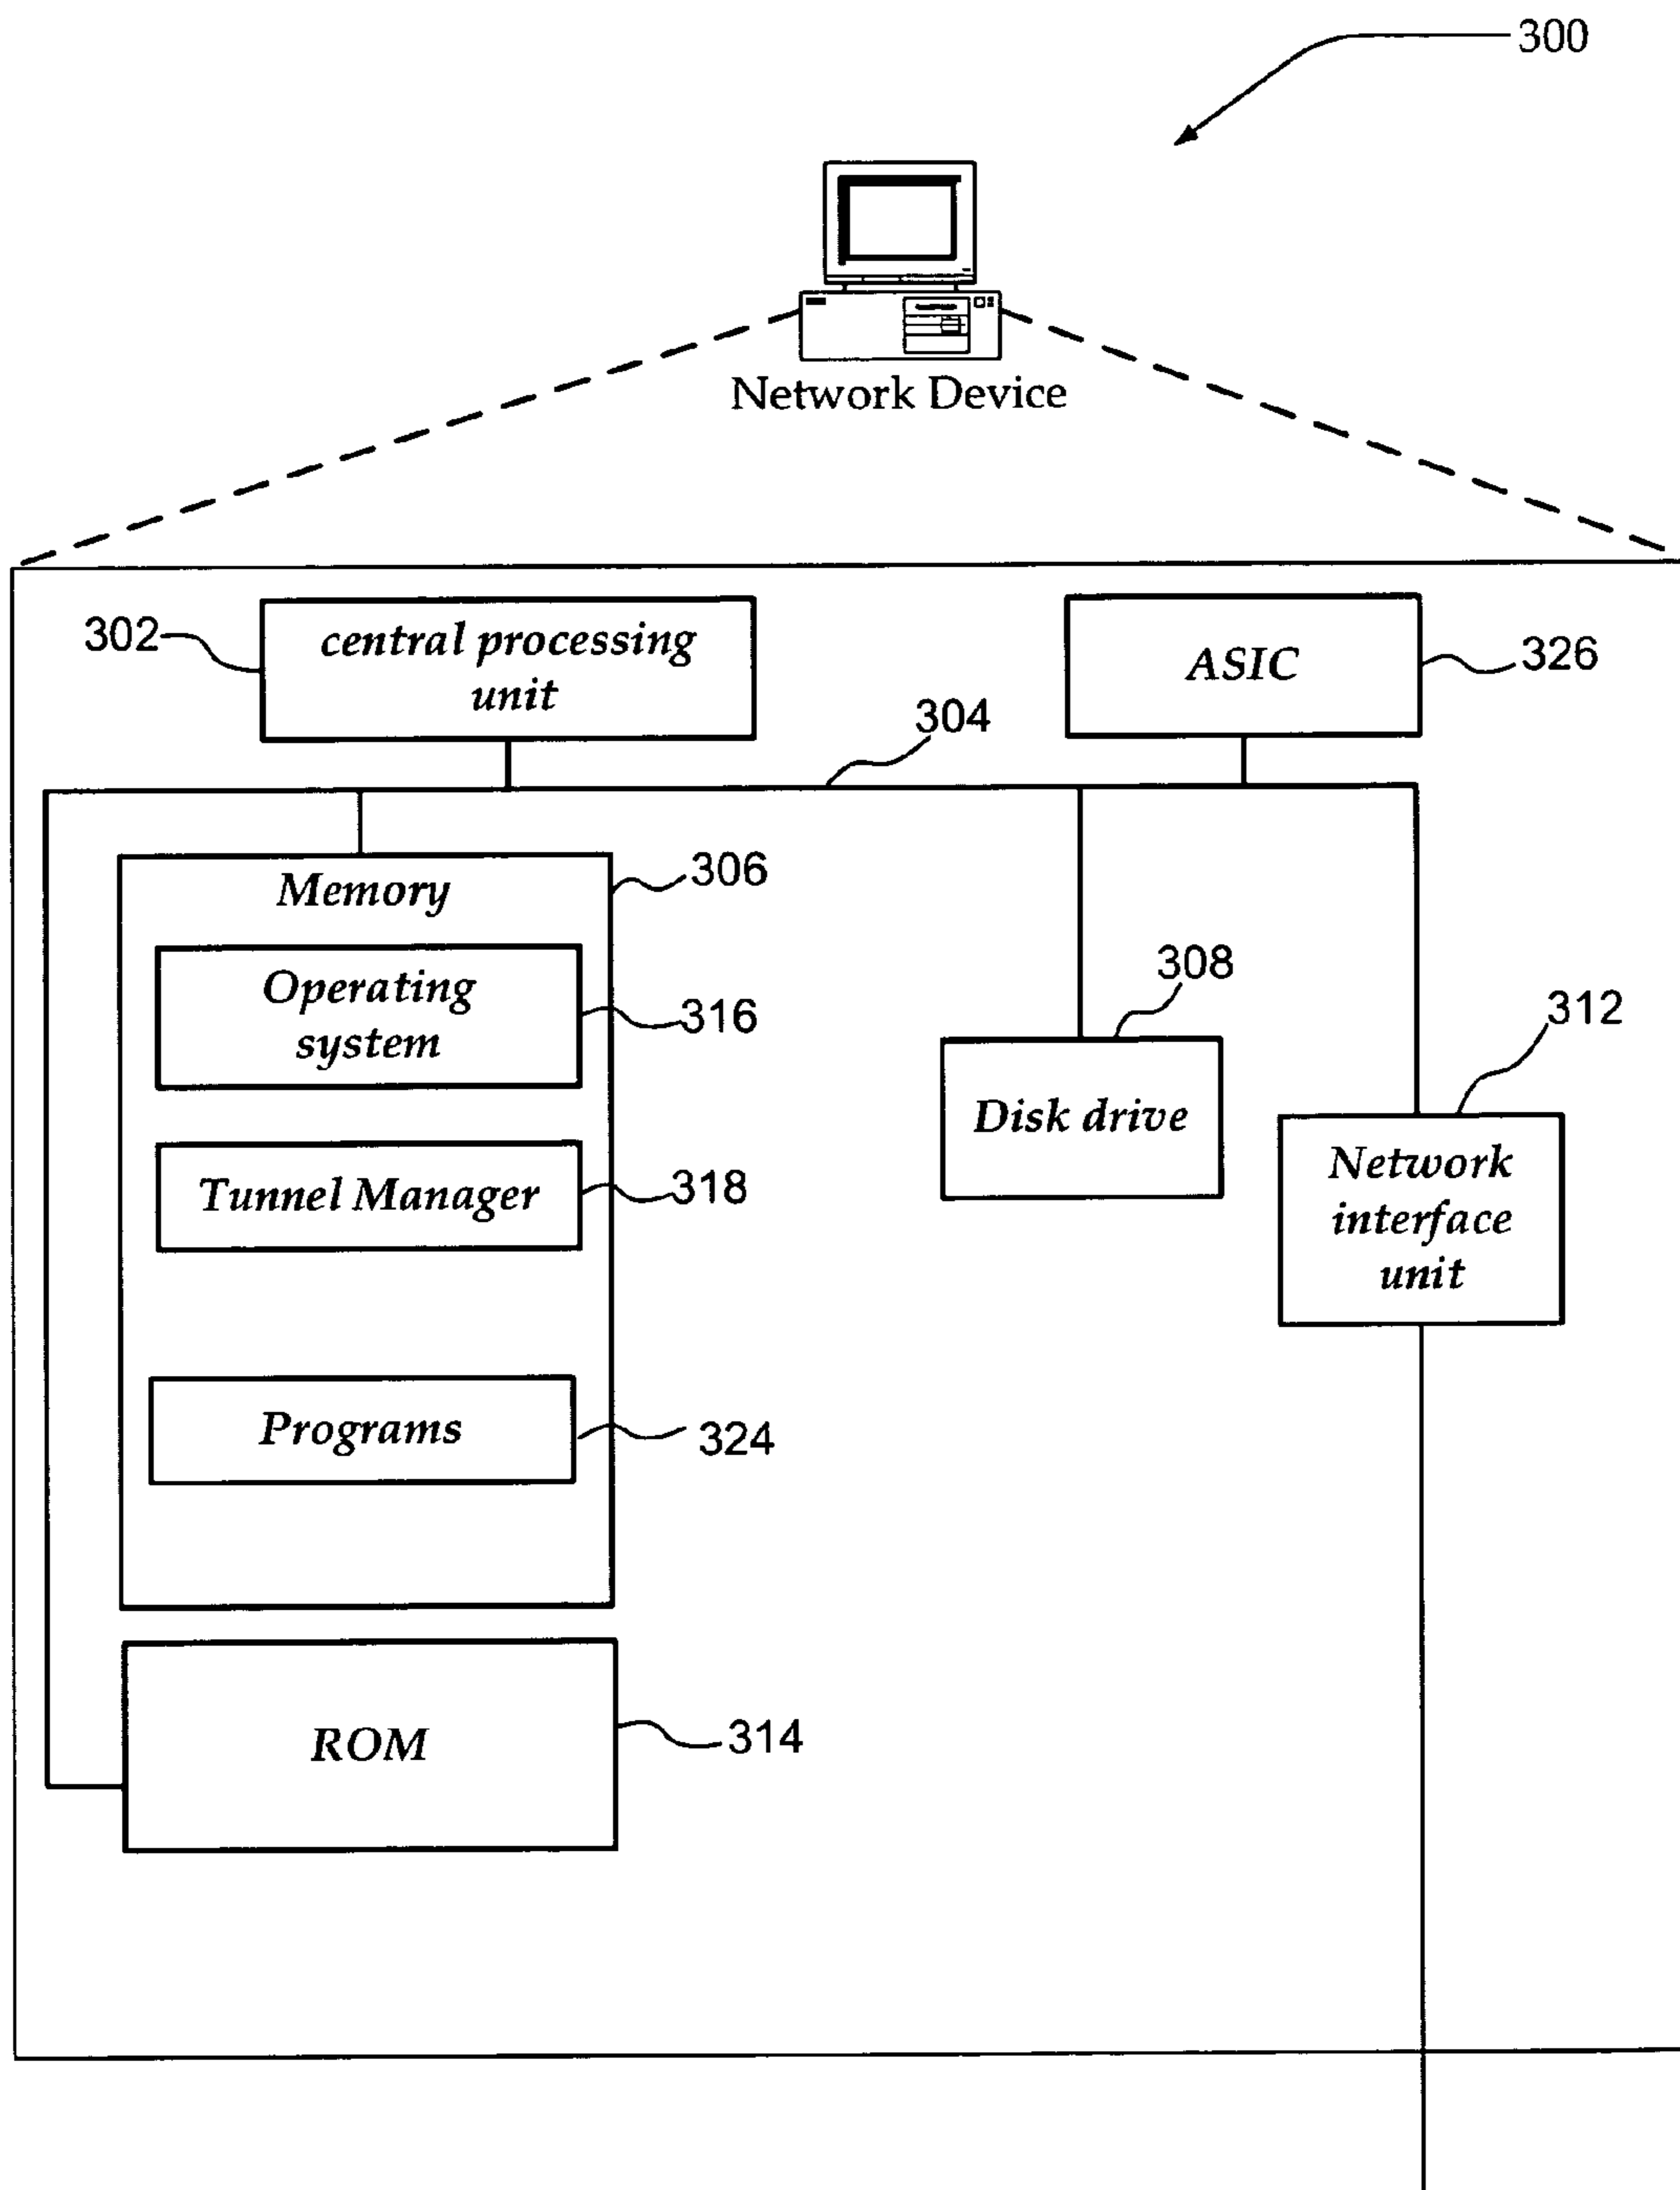 300
Network Device
302
central processing
unit
ASIC
326
304
Memory
306
Operating
system
316
308
312
Disk drive
Tunnel Manager
318
Network
interface
unit
Programs
324
ROM
314